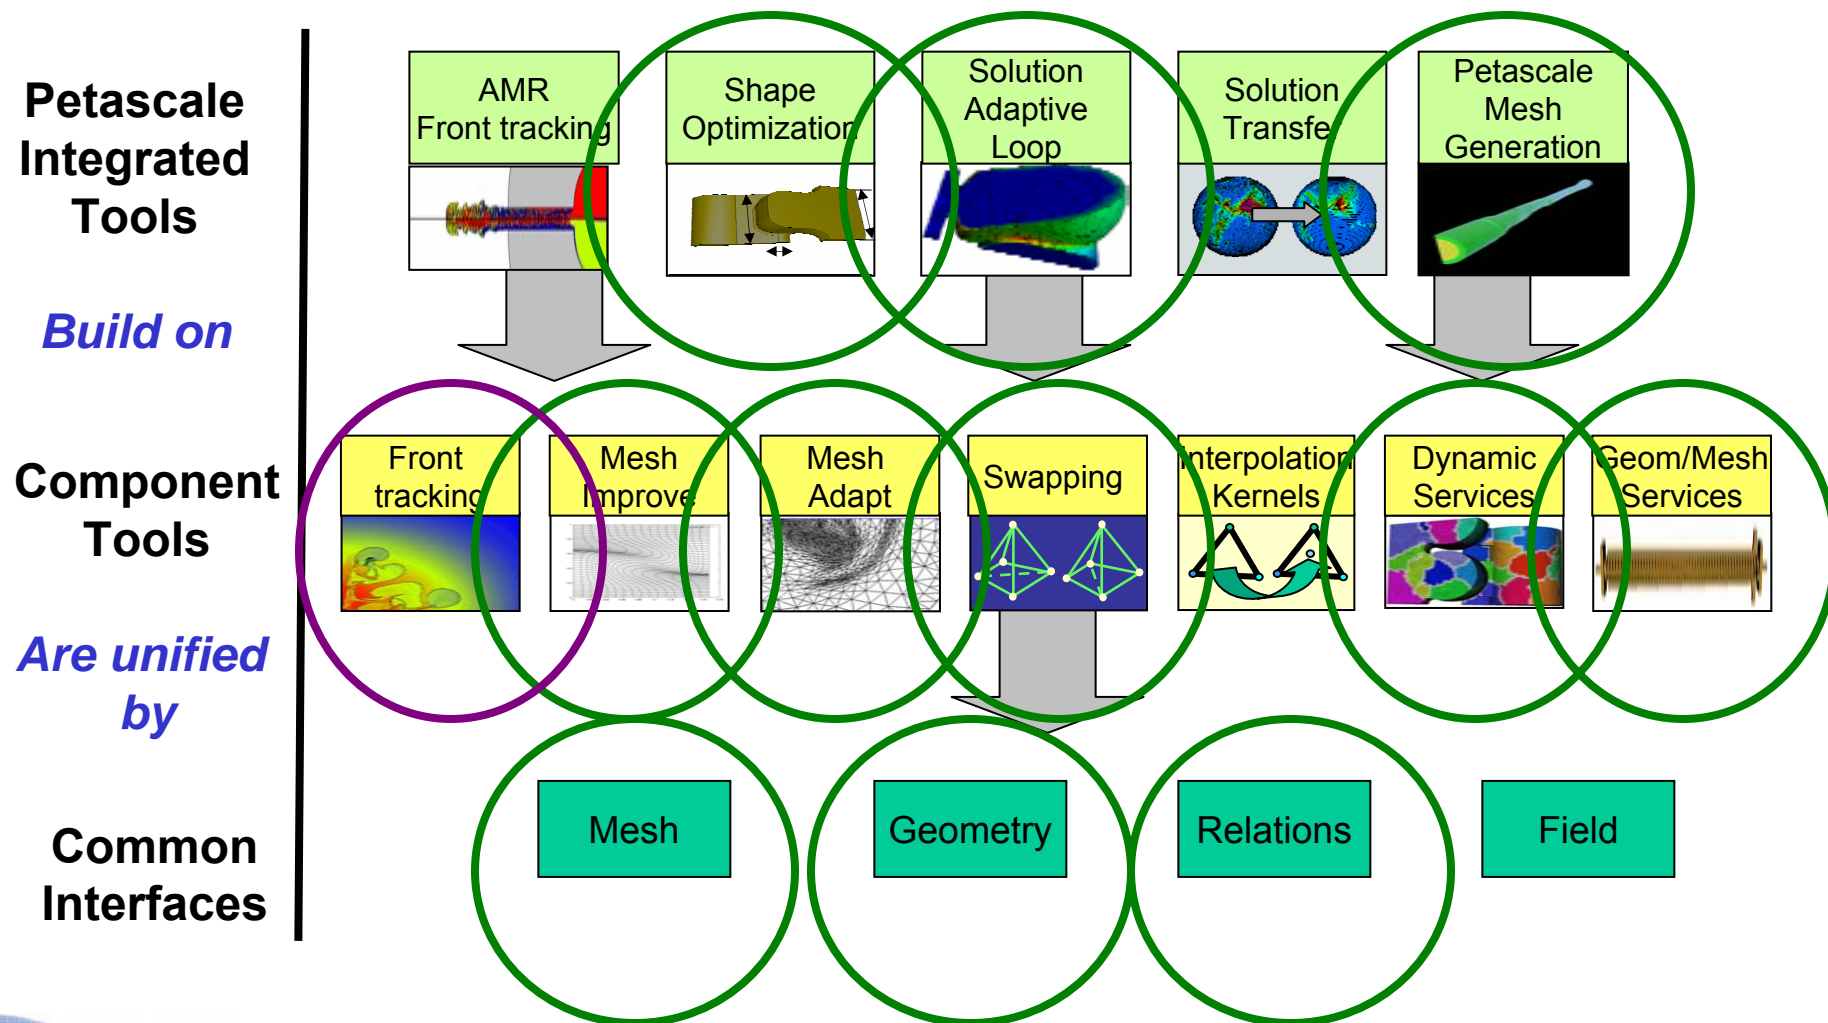 Petascale
Integrated
Tools
AMR
Front tracking
Shape
Optimization
Solution
Adaptive
Loop
Solution
Transfer
Petascale
Mesh
Generation
Build on
Component
Tools
Front
tracking
Mesh
Improve
Mesh
Adapt
Swapping
Interpolation
Kernels
Dynamic
Services
Geom/Mesh
Services
Are unified
by
Common
Interfaces
Mesh
Geometry
Relations
Field